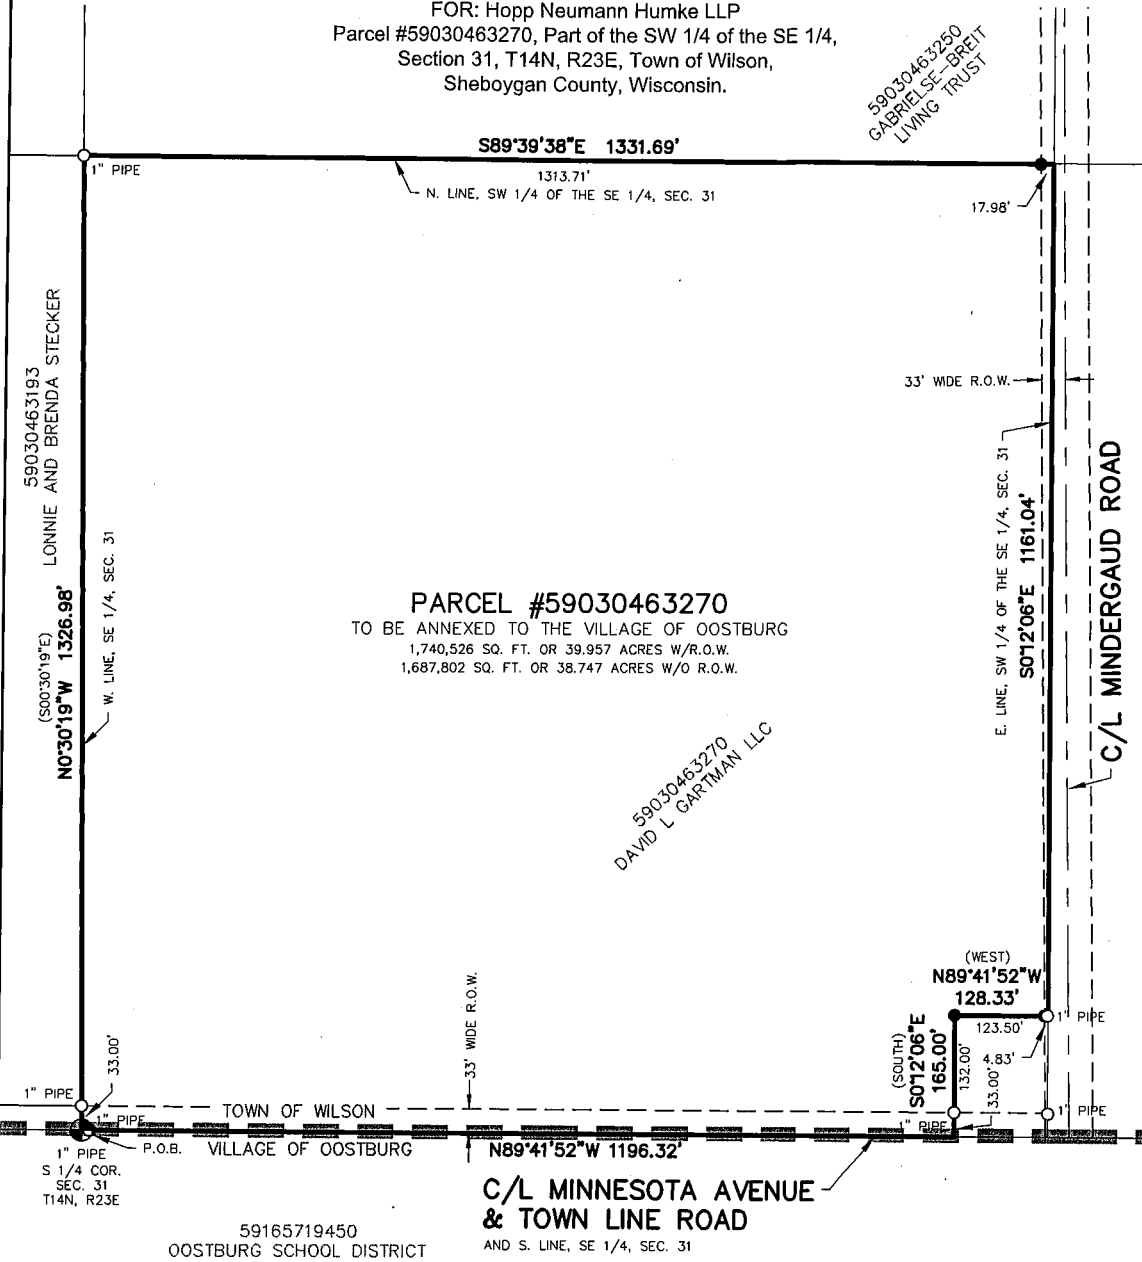 FOR: Hopp Neumann Humke LLP
Parcel #59030463270, Part of the SW 1/4 of the SE 1/4,
Section 31, T14N, R23E, Town of Wilson,
Sheboygan County, Wisconsin.
59030463250
GABRIELSE-BREIT
LIVING TRUST
S89°39'38"E 1331.69'
1313.71'
N. LINE, SW 1/4 OF THE SE 1/4, SEC. 31
1" PIPE
17.98'
33' WIDE R.O.W.
59030463193
LONNIE AND BRENDA STECKER
(S00°30'19"E)
N0°30'19"W 1326.98'
W. LINE, SE 1/4, SEC. 31
E. LINE, SW 1/4 OF THE SE 1/4, SEC. 31
S0°12'06"E 1161.04'
C/L MINDERGAUD ROAD
PARCEL #59030463270
TO BE ANNEXED TO THE VILLAGE OF OOSTBURG
1,740,526 SQ. FT. OR 39.957 ACRES W/R.O.W.
1,687,802 SQ. FT. OR 38.747 ACRES W/O R.O.W.
59030463270
DAVID L GARTMAN LLC
(WEST)
N89°41'52"W
128.33'
123.50'
1" PIPE
4.83'
(SOUTH)
S0°12'06"E
165.00'
132.00'
33.00'
33' WIDE R.O.W.
33.00'
1" PIPE
1" PIPE
TOWN OF WILSON
1" PIPE
1" PIPE
P.O.B.
VILLAGE OF OOSTBURG
N89°41'52"W 1196.32'
1" PIPE
S 1/4 COR.
SEC. 31
T14N, R23E
C/L MINNESOTA AVENUE
& TOWN LINE ROAD
AND S. LINE, SE 1/4, SEC. 31
59165719450
OOSTBURG SCHOOL DISTRICT